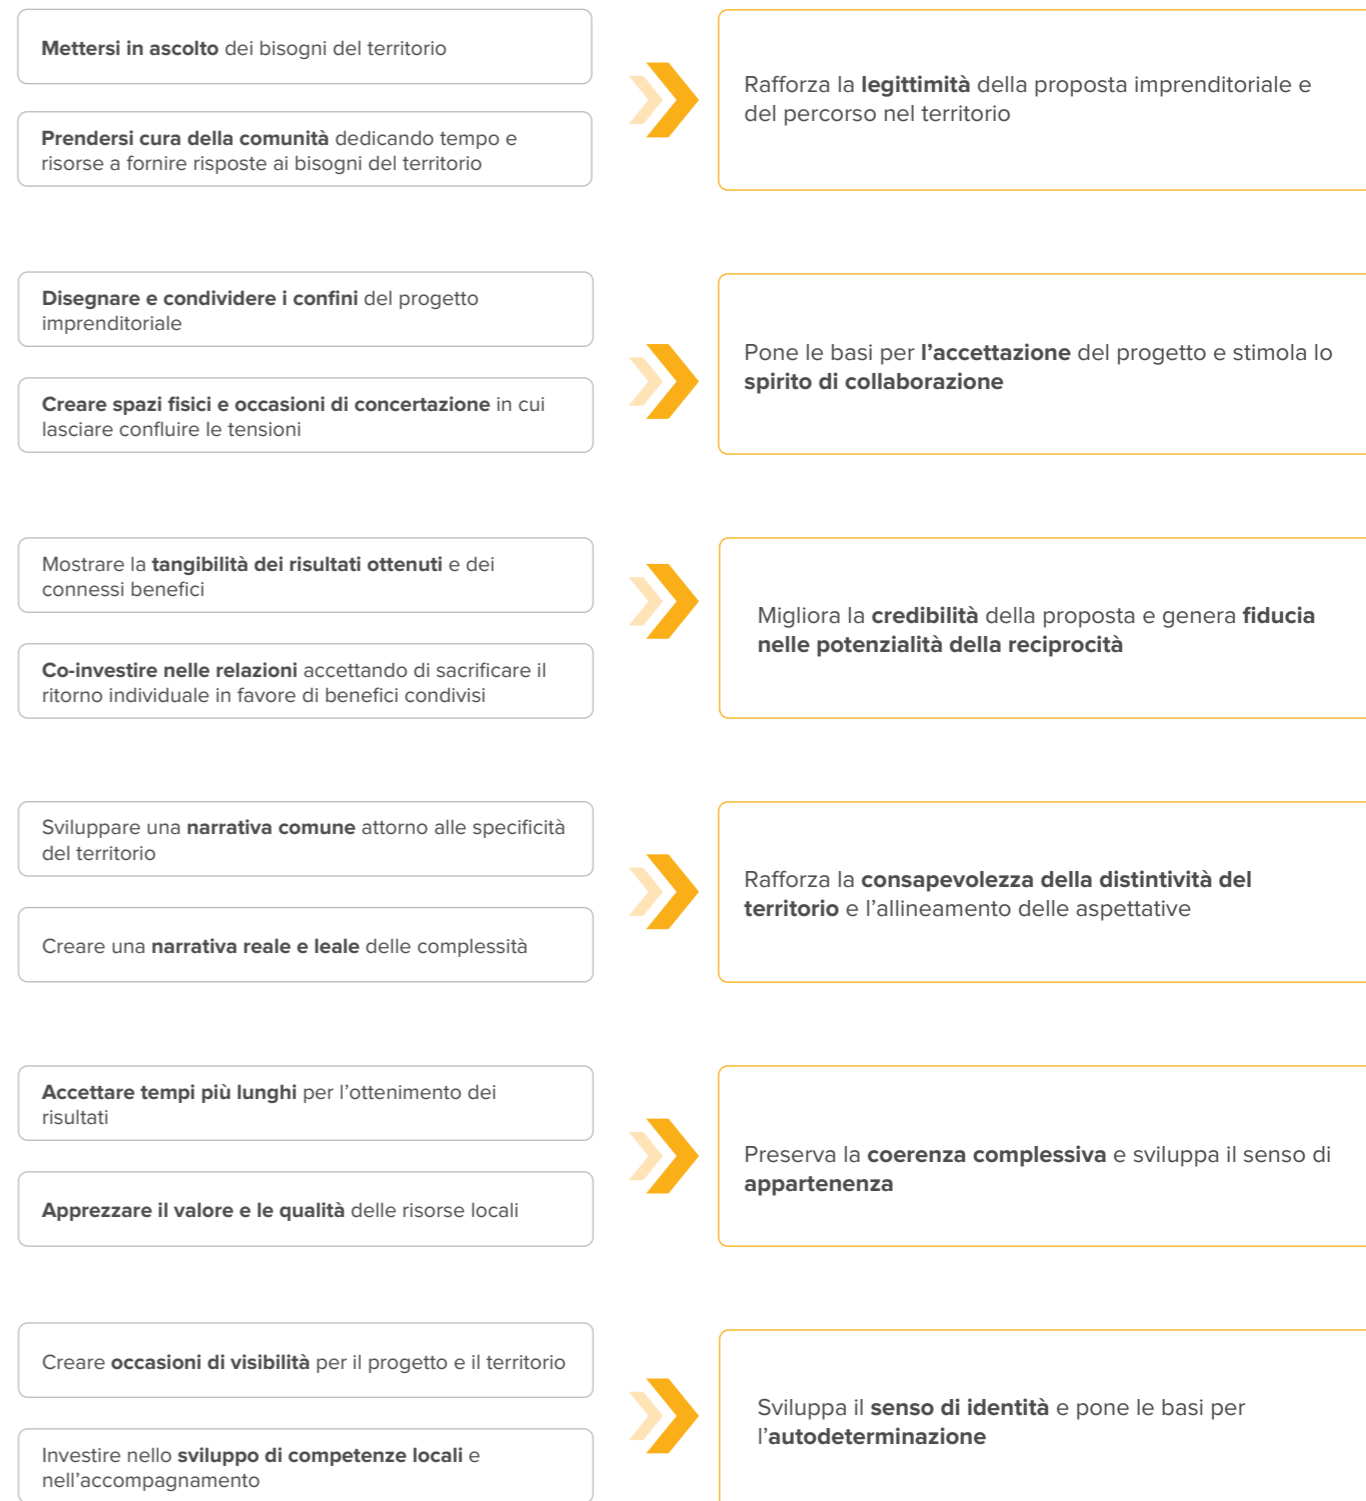 Mettersi in ascolto dei bisogni del territorio
Prendersi cura della comunità dedicando tempo e
risorse a fornire risposte ai bisogni del territorio
Rafforza la legittimità della proposta imprenditoriale e
del percorso nel territorio
Disegnare e condividere i confini del progetto
imprenditoriale
Creare spazi fisici e occasioni di concertazione in cui
lasciare confluire le tensioni
Pone le basi per l’accettazione del progetto e stimola lo
spirito di collaborazione
Mostrare la tangibilità dei risultati ottenuti e dei
connessi benefici
Co-investire nelle relazioni accettando di sacrificare il
ritorno individuale in favore di benefici condivisi
Migliora la credibilità della proposta e genera fiducia
nelle potenzialità della reciprocità
Sviluppare una narrativa comune attorno alle specificità
del territorio
Creare una narrativa reale e leale delle complessità
Rafforza la consapevolezza della distintività del
territorio e l’allineamento delle aspettative
Accettare tempi più lunghi per l’ottenimento dei
risultati
Apprezzare il valore e le qualità delle risorse locali
Preserva la coerenza complessiva e sviluppa il senso di
appartenenza
Creare occasioni di visibilità per il progetto e il territorio
Investire nello sviluppo di competenze locali e
nell’accompagnamento
Sviluppa il senso di identità e pone le basi per
l’autodeterminazione